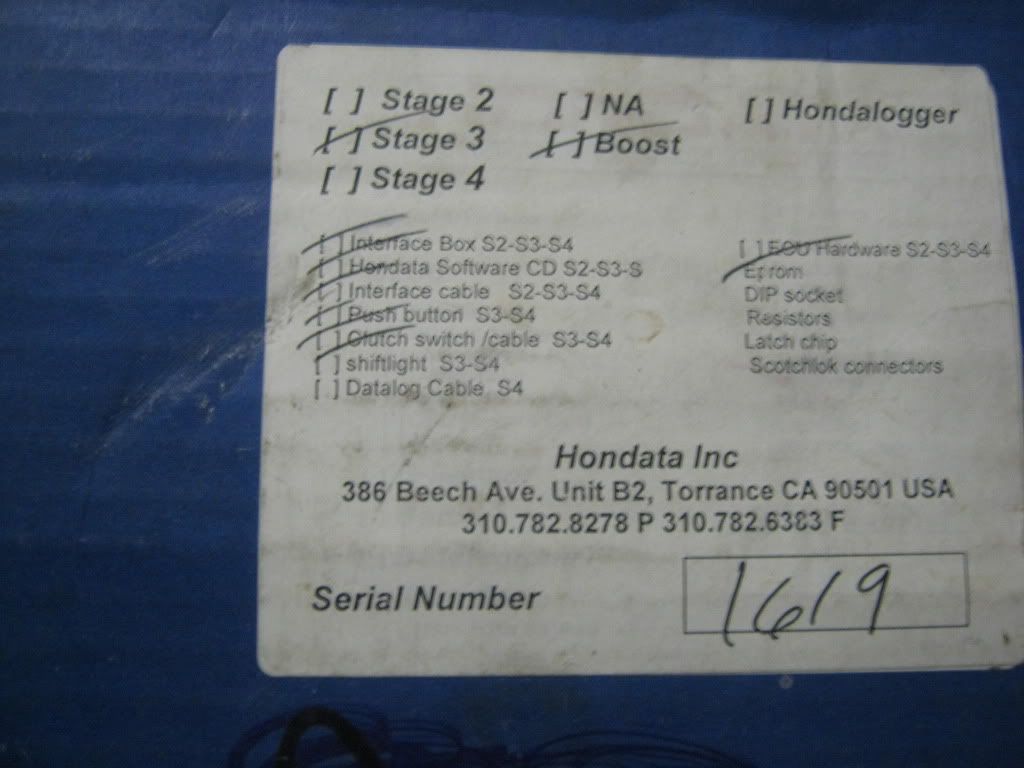 [ ] Stage 2 [ ] NA [ ] Hondalogger
[ ] Stage 3 [ ] Boost
[ ] Stage 4
[ ] Interface Box S2-S3-S4 [ ] ECU Hardware S2-S3-S4
[ ] Hondata Software CD S2-S3-S Eprom
[ ] Interface cable S2-S3-S4 DIP socket
[ ] Push button S3-S4 Resistors
[ ] Clutch switch /cable S3-S4 Latch chip
[ ] shiftlight S3-S4 Scotchlok connectors
[ ] Datalog Cable S4
Hondata Inc
386 Beech Ave. Unit B2, Torrance CA 90501 USA
310.782.8278 P 310.782.6383 F
Serial Number 1619